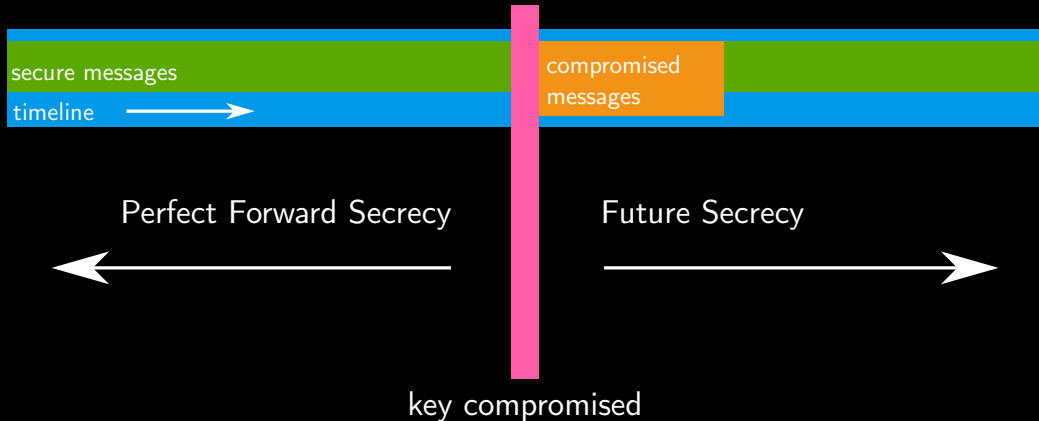 secure messages
timeline
compromised
messages
Perfect Forward Secrecy
Future Secrecy
key compromised